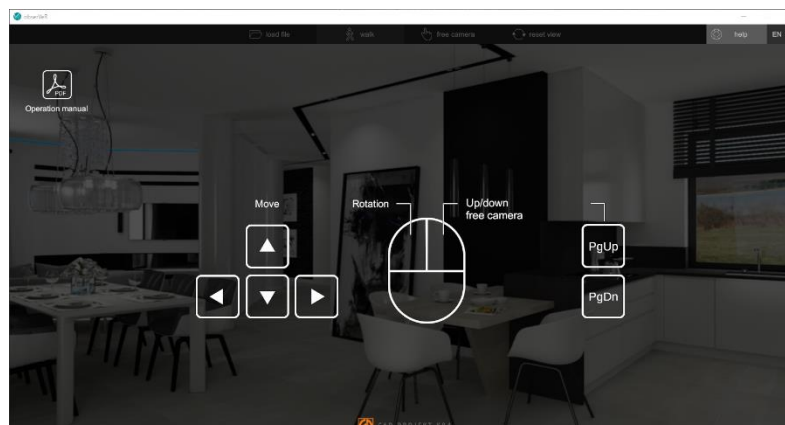 load file
walk
free camera
reset view
help
EN
PDF
Operation manual
Move
Rotation
Up/down
free camera
PgUp
PgDn